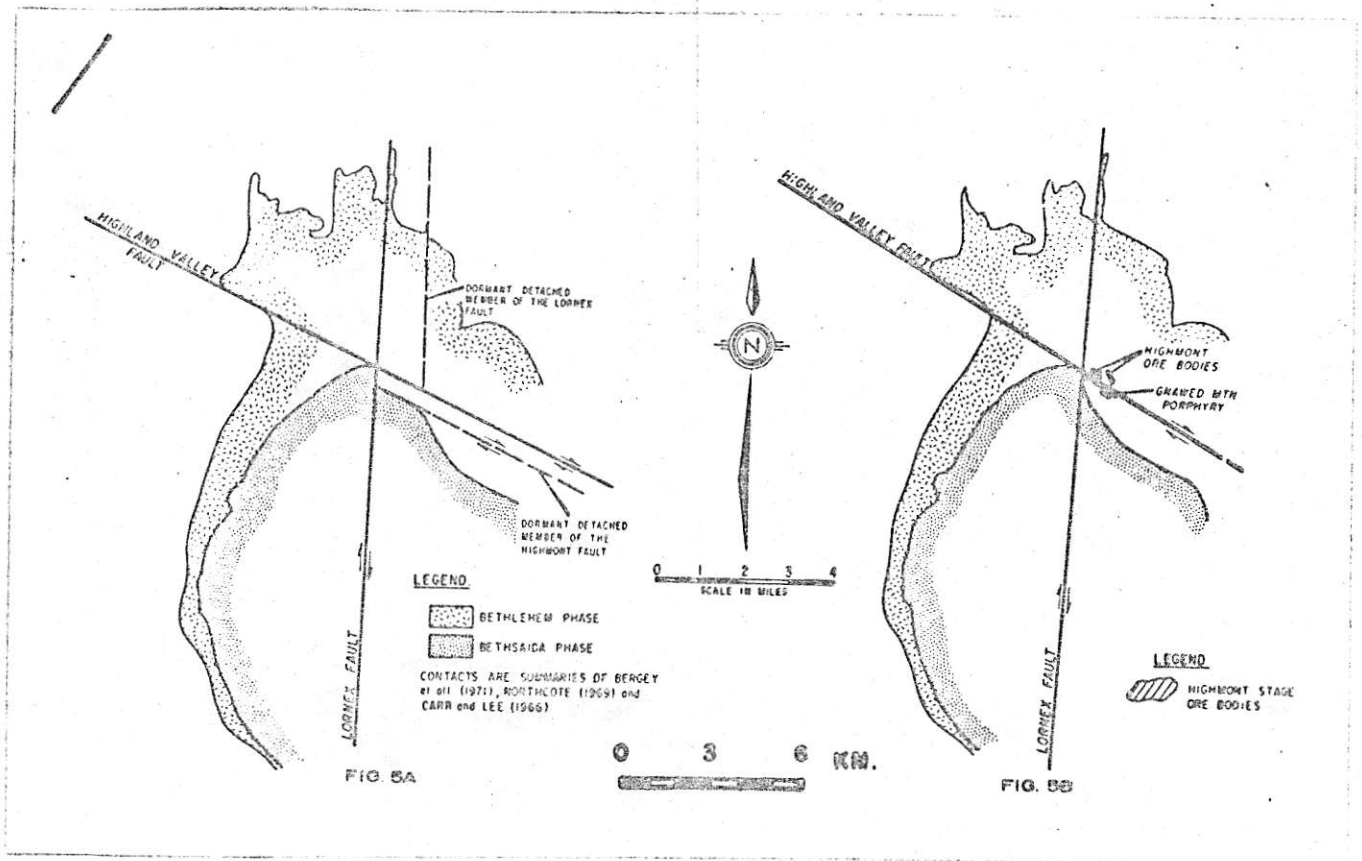 HIGHLAND VALLEY
FAULT
DORMANT DETACHED
MEMBER OF THE LORNEX
FAULT
DORMANT DETACHED
MEMBER OF THE
HIGHMONT FAULT
LORNEX FAULT
LEGEND
BETHLEHEM PHASE
BETHSAIDA PHASE
CONTACTS ARE SUMMARIES OF BERGEY
et all (1971), NORTHCOTE (1969) and
CARR and LEE (1966)
FIG. 5A
N
0 1 2 3 4
SCALE IN MILES
0 3 6 KM.
HIGHLAND VALLEY FAULT
HIGHMONT
ORE BODIES
GNAWED MTN
PORPHYRY
LORNEX FAULT
LEGEND
HIGHMONT STAGE
ORE BODIES
FIG. 5B